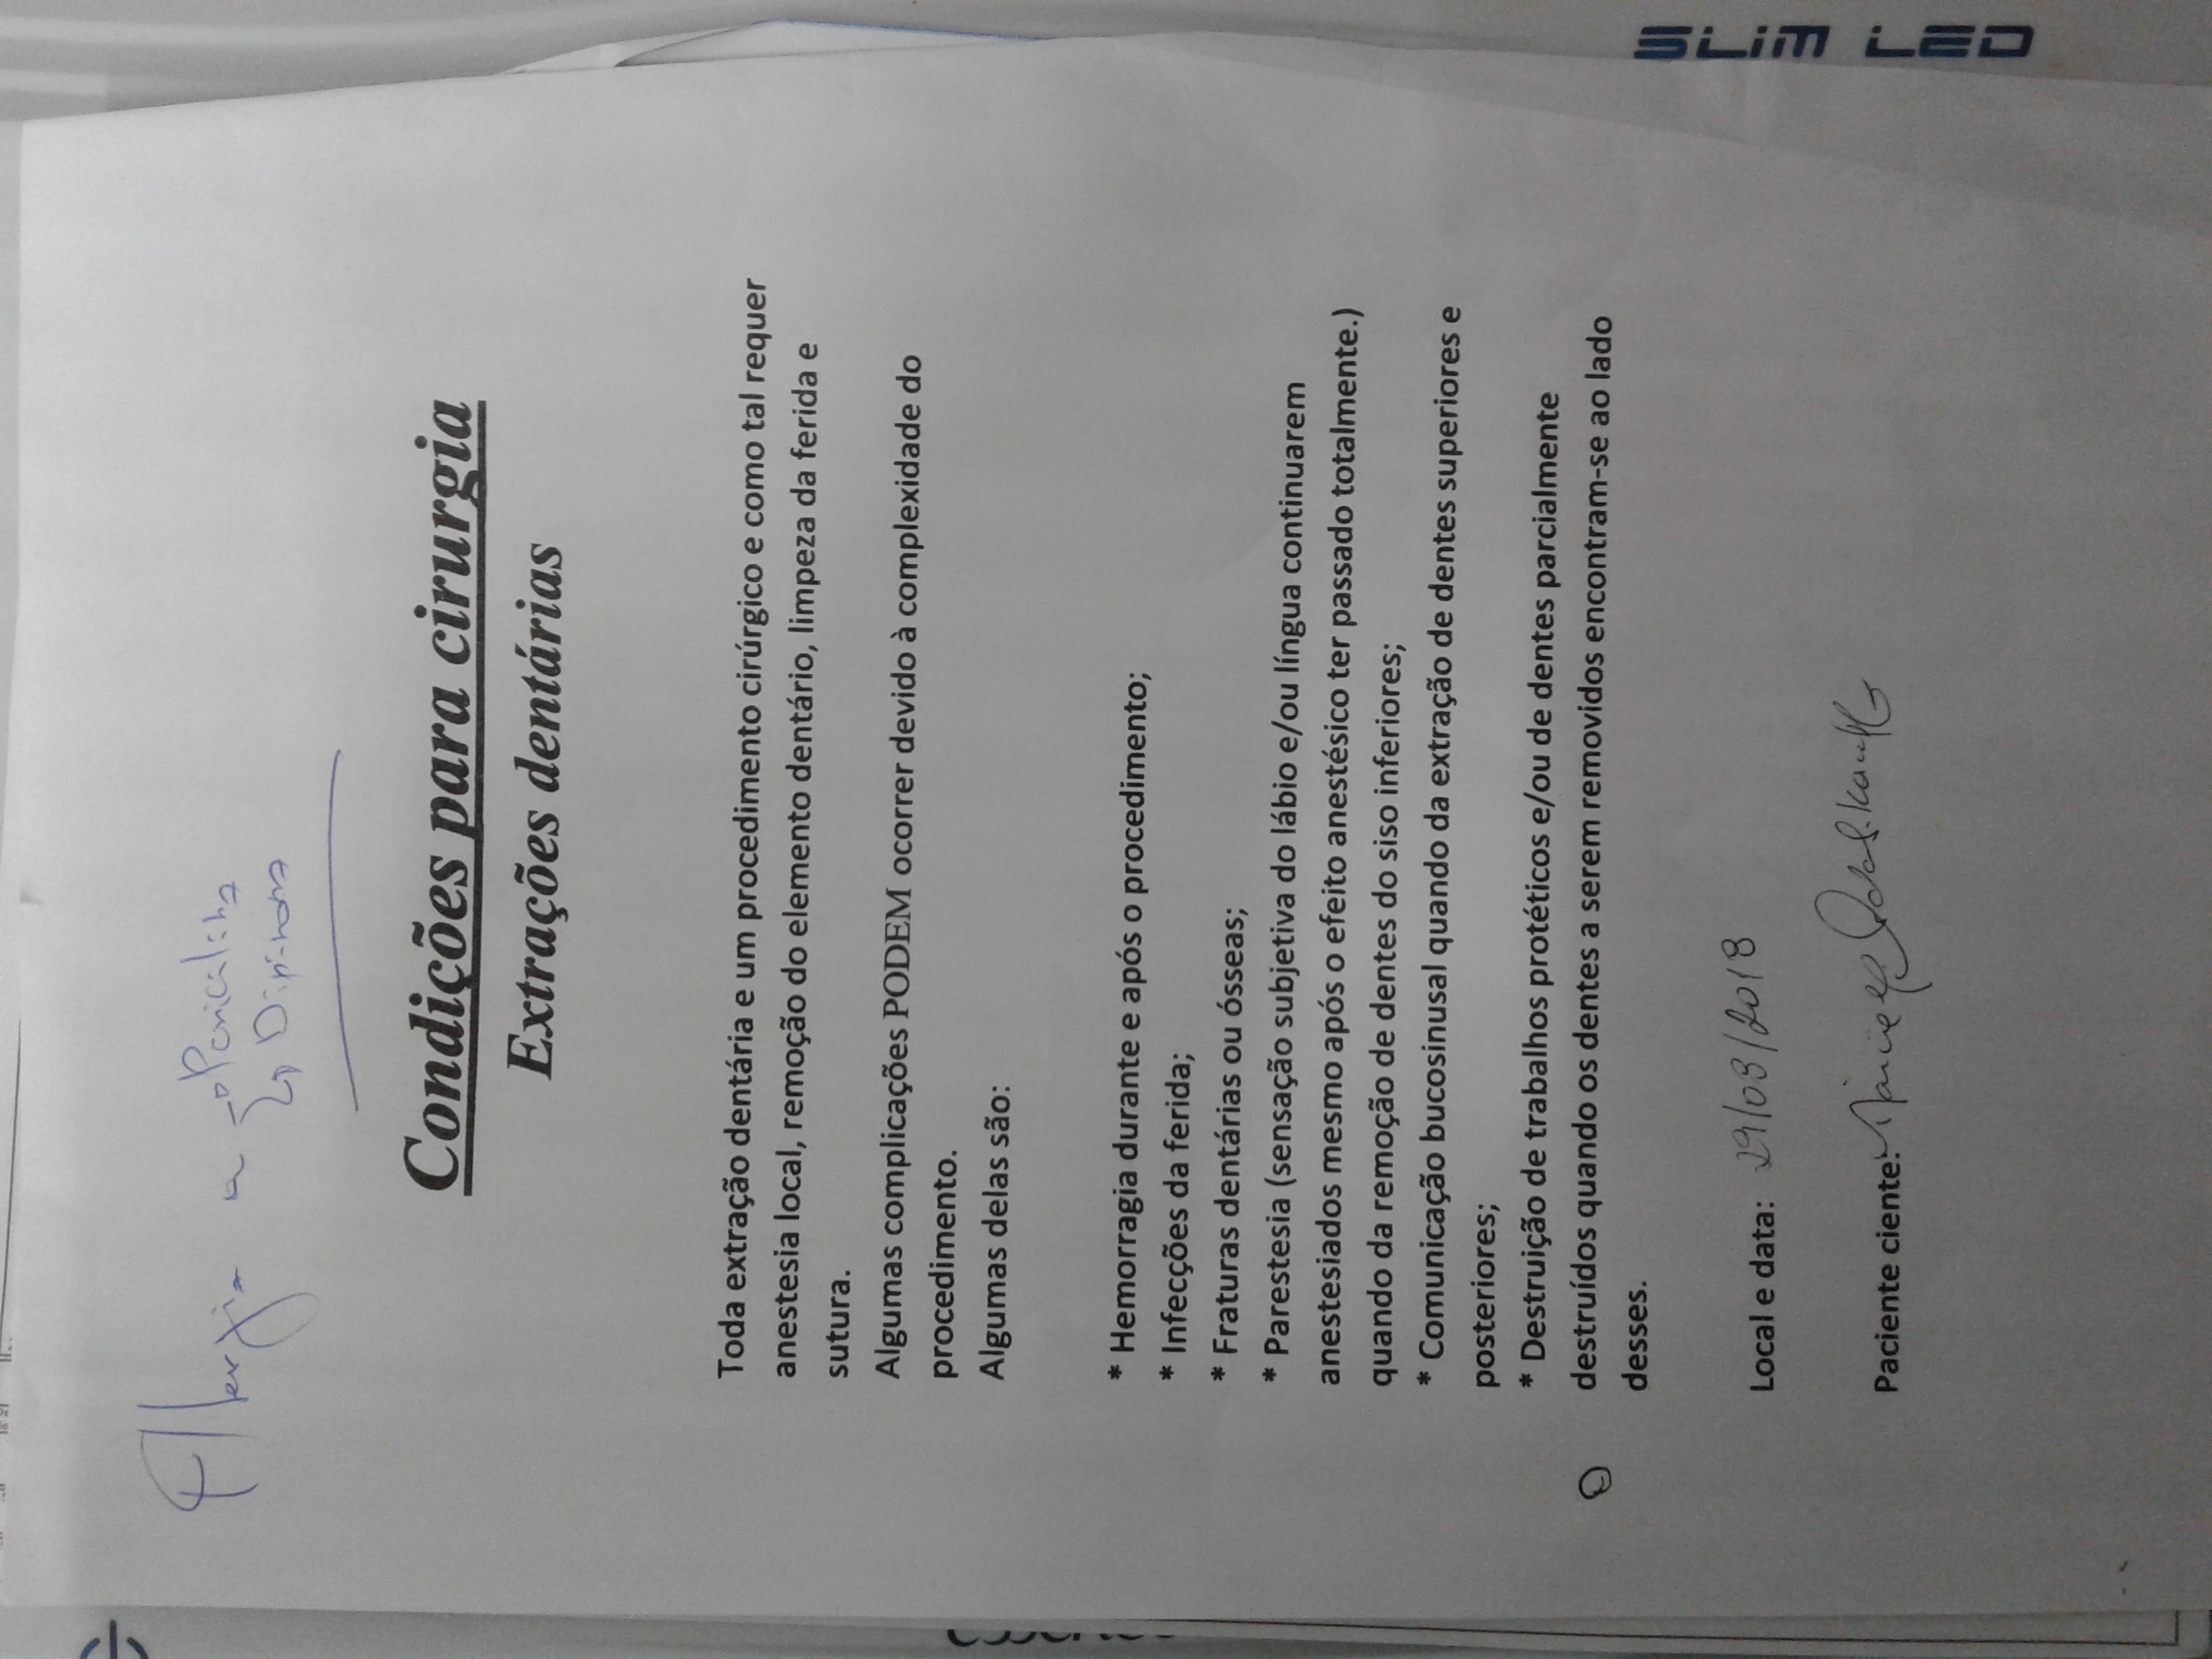 Allergia a Penicilina
Dipirona
Condições para cirurgia
Extrações dentárias
Toda extração dentária e um procedimento cirúrgico e como tal requer
anestesia local, remoção do elemento dentário, limpeza da ferida e
sutura.
Algumas complicações PODEM ocorrer devido à complexidade do
procedimento.
Algumas delas são:
* Hemorragia durante e após o procedimento;
* Infecções da ferida;
* Fraturas dentárias ou ósseas;
* Parestesia (sensação subjetiva do lábio e/ou língua continuarem
anestesiados mesmo após o efeito anestésico ter passado totalmente.)
quando da remoção de dentes do siso inferiores;
* Comunicação bucosinusal quando da extração de dentes superiores e
posteriores;
* Destruição de trabalhos protéticos e/ou de dentes parcialmente
destruídos quando os dentes a serem removidos encontram-se ao lado
desses.
Local e data: 29/08/2018
Paciente ciente:
SLIM LED